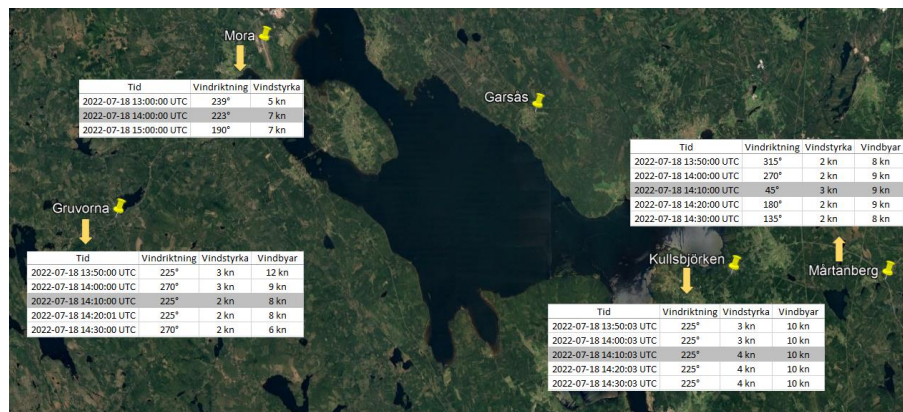 Mora
Tid Vindriktning Vindstyrka
2022-07-18 13:00:00 UTC 239° 5 kn
2022-07-18 14:00:00 UTC 223° 7 kn
2022-07-18 15:00:00 UTC 190° 7 kn
Garsås
Tid Vindriktning Vindstyrka Vindbyar
2022-07-18 13:50:00 UTC 315° 2 kn 8 kn
2022-07-18 14:00:00 UTC 270° 2 kn 9 kn
2022-07-18 14:10:00 UTC 45° 3 kn 9 kn
2022-07-18 14:20:00 UTC 180° 2 kn 9 kn
2022-07-18 14:30:00 UTC 135° 2 kn 8 kn
Mårtanberg
Gruvorna
Tid Vindriktning Vindstyrka Vindbyar
2022-07-18 13:50:00 UTC 225° 3 kn 12 kn
2022-07-18 14:00:00 UTC 270° 3 kn 9 kn
2022-07-18 14:10:00 UTC 225° 2 kn 8 kn
2022-07-18 14:20:01 UTC 225° 2 kn 8 kn
2022-07-18 14:30:00 UTC 270° 2 kn 6 kn
Kullsbjörken
Tid Vindriktning Vindstyrka Vindbyar
2022-07-18 13:50:03 UTC 225° 3 kn 10 kn
2022-07-18 14:00:03 UTC 225° 3 kn 10 kn
2022-07-18 14:10:03 UTC 225° 4 kn 10 kn
2022-07-18 14:20:03 UTC 225° 4 kn 10 kn
2022-07-18 14:30:03 UTC 225° 4 kn 10 kn